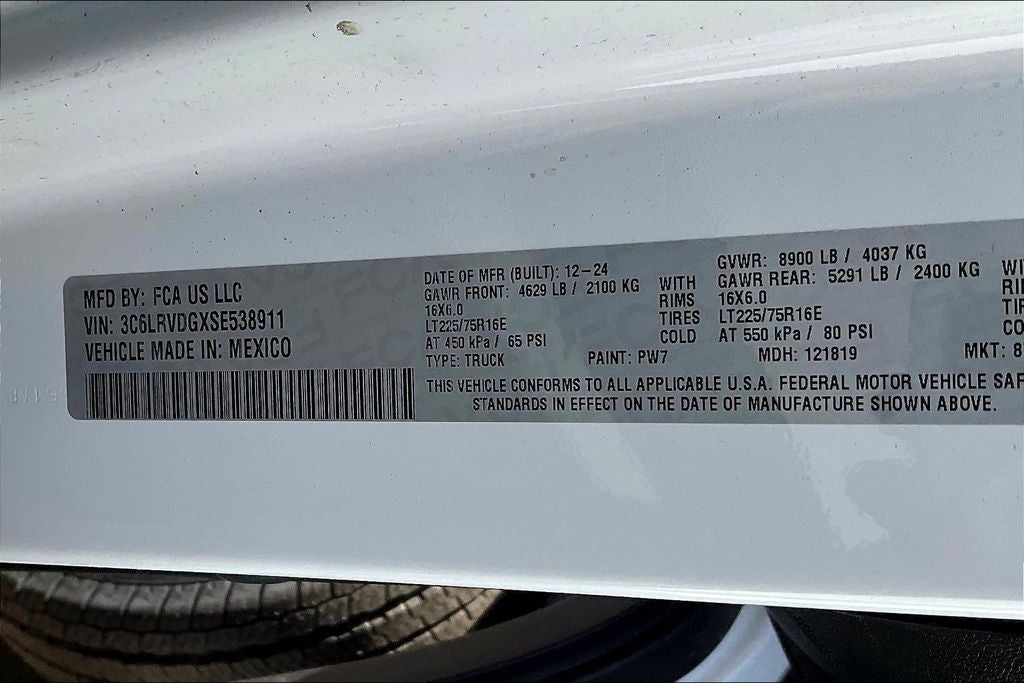 MFD BY: FCA US LLC
VIN: 3C6LRVDGXSE538911
VEHICLE MADE IN: MEXICO
DATE OF MFR (BUILT): 12-24
GAWR FRONT: 4629 LB / 2100 KG
16X6.0
LT225/75R16E
AT 450 kPa / 65 PSI
TYPE: TRUCK
WITH
RIMS
TIRES
COLD
PAINT: PW7
GVWR: 8900 LB / 4037 KG
GAWR REAR: 5291 LB / 2400 KG
16X6.0
LT225/75R16E
AT 550 kPa / 80 PSI
MDH: 121819
MKT:
THIS VEHICLE CONFORMS TO ALL APPLICABLE U.S.A. FEDERAL MOTOR VEHICLE SAF
STANDARDS IN EFFECT ON THE DATE OF MANUFACTURE SHOWN ABOVE.